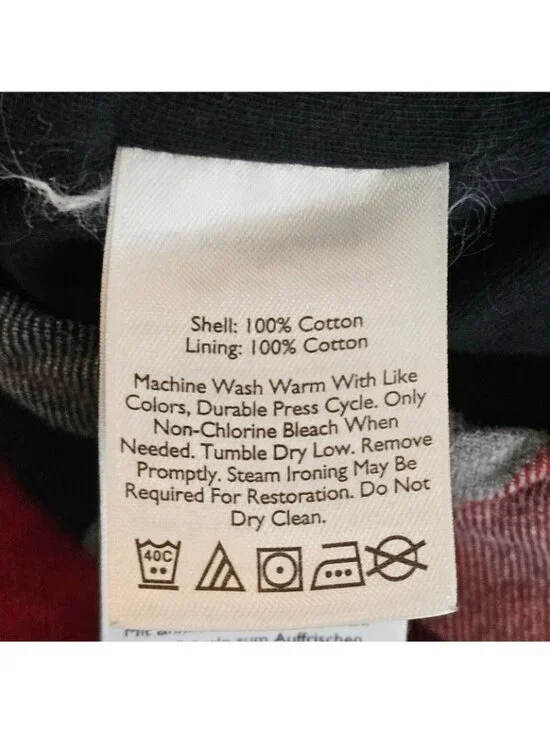 Shell: 100% Cotton
Lining: 100% Cotton
Machine Wash Warm With Like
Colors, Durable Press Cycle. Only
Non-Chlorine Bleach When
Needed. Tumble Dry Low. Remove
Promptly. Steam Ironing May Be
Required For Restoration. Do Not
Dry Clean.
40C
Mit
zum Auffrischen